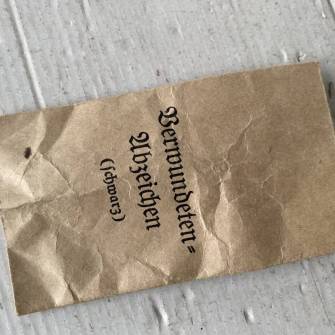 Verwundeten=
Abzeichen
(schwarz)